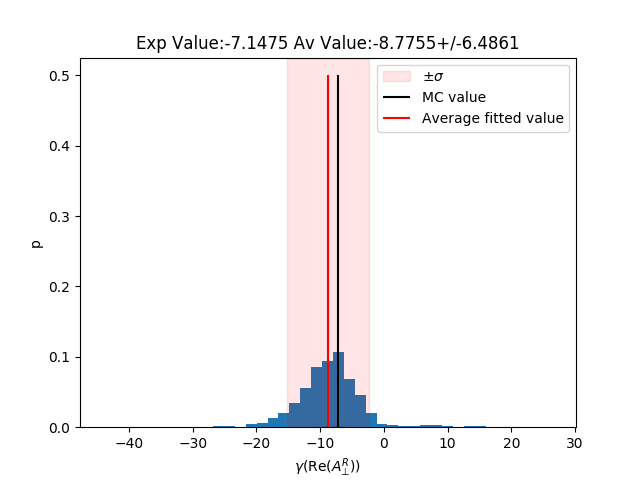 Exp Value:-7.1475 Av Value:-8.7755+/-6.4861
±σ
MC value
Average fitted value
0.5
0.4
0.3
0.2
0.1
0.0
p
−40 −30 −20 −10 0 10 20 30
γ(Re(A_⊥^R))